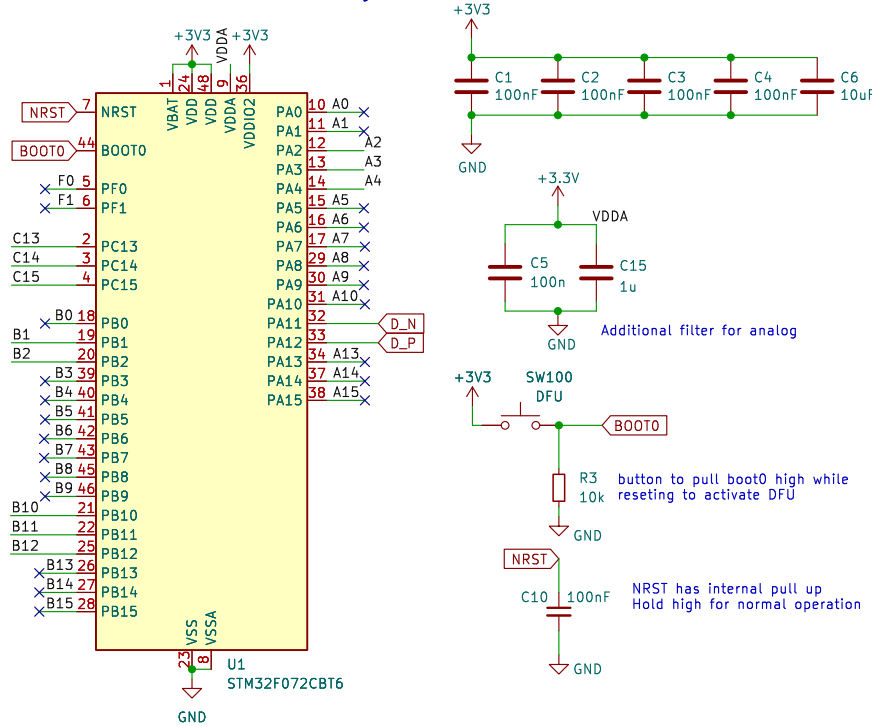 +3V3
VDDA
+3V3
1
24
48
9
36
VBAT
VDD
VDD
VDDA
VDDIO2
NRST
7
NRST
BOOT0
44
BOOT0
F0
5
PF0
F1
6
PF1
C13
2
PC13
C14
3
PC14
C15
4
PC15
B0
18
PB0
B1
19
PB1
B2
20
PB2
B3
39
PB3
B4
40
PB4
B5
41
PB5
B6
42
PB6
B7
43
PB7
B8
45
PB8
B9
46
PB9
B10
21
PB10
B11
22
PB11
B12
25
PB12
B13
26
PB13
B14
27
PB14
B15
28
PB15
PA0
10
A0
PA1
11
A1
PA2
12
A2
PA3
13
A3
PA4
14
A4
PA5
15
A5
PA6
16
A6
PA7
17
A7
PA8
29
A8
PA9
30
A9
PA10
31
A10
PA11
32
D_N
PA12
33
D_P
PA13
34
A13
PA14
37
A14
PA15
38
A15
VSS
VSSA
23
8
U1
STM32F072CBT6
GND
+3V3
C1
100nF
C2
100nF
C3
100nF
C4
100nF
C6
10uF
GND
+3.3V
VDDA
C5
100n
C15
1u
GND
Additional filter for analog
+3V3
SW100
DFU
BOOT0
R3
10k
button to pull boot0 high while
reseting to activate DFU
GND
NRST
C10
100nF
NRST has internal pull up
Hold high for normal operation
GND